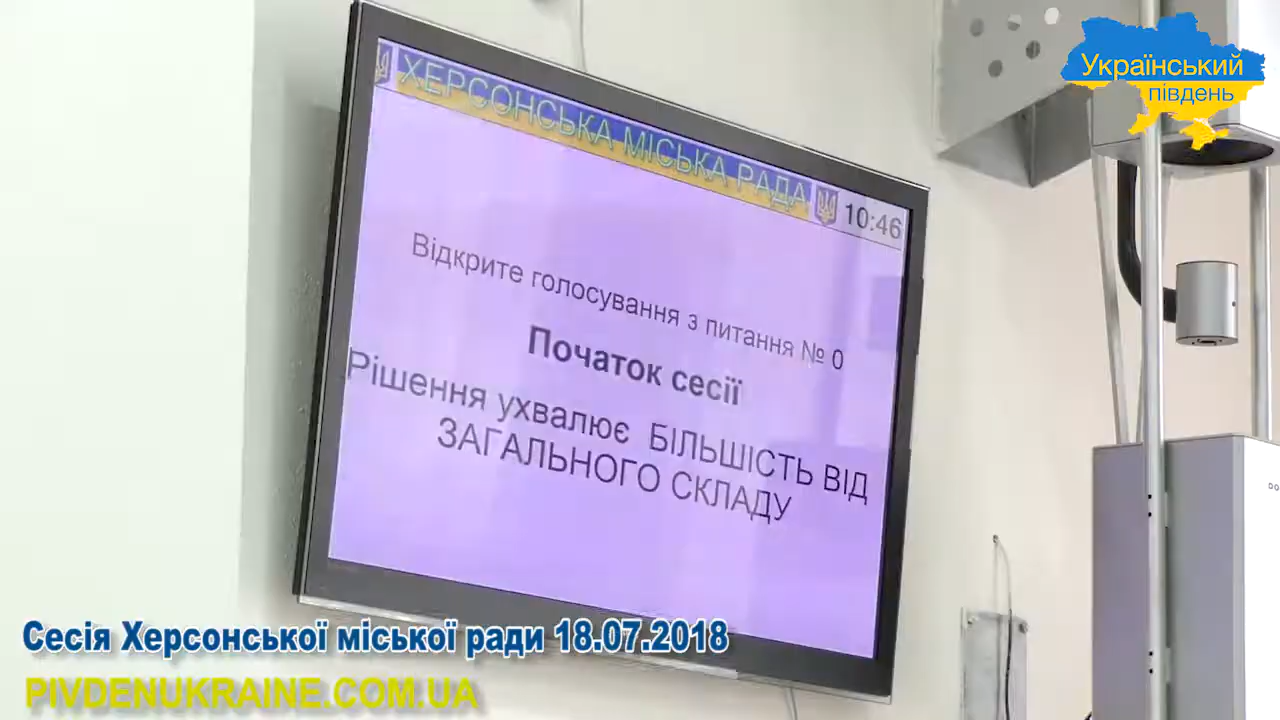 Український
південь
ХЕРСОНСЬКА МІСЬКА РАДА
10:46
Відкрите голосування з питання № 0
Початок сесії
Рішення ухвалює БІЛЬШІСТЬ ВІД
ЗАГАЛЬНОГО СКЛАДУ
Сесія Херсонської міської ради 18.07.2018
PIVDENUKRAINE.COM.UA